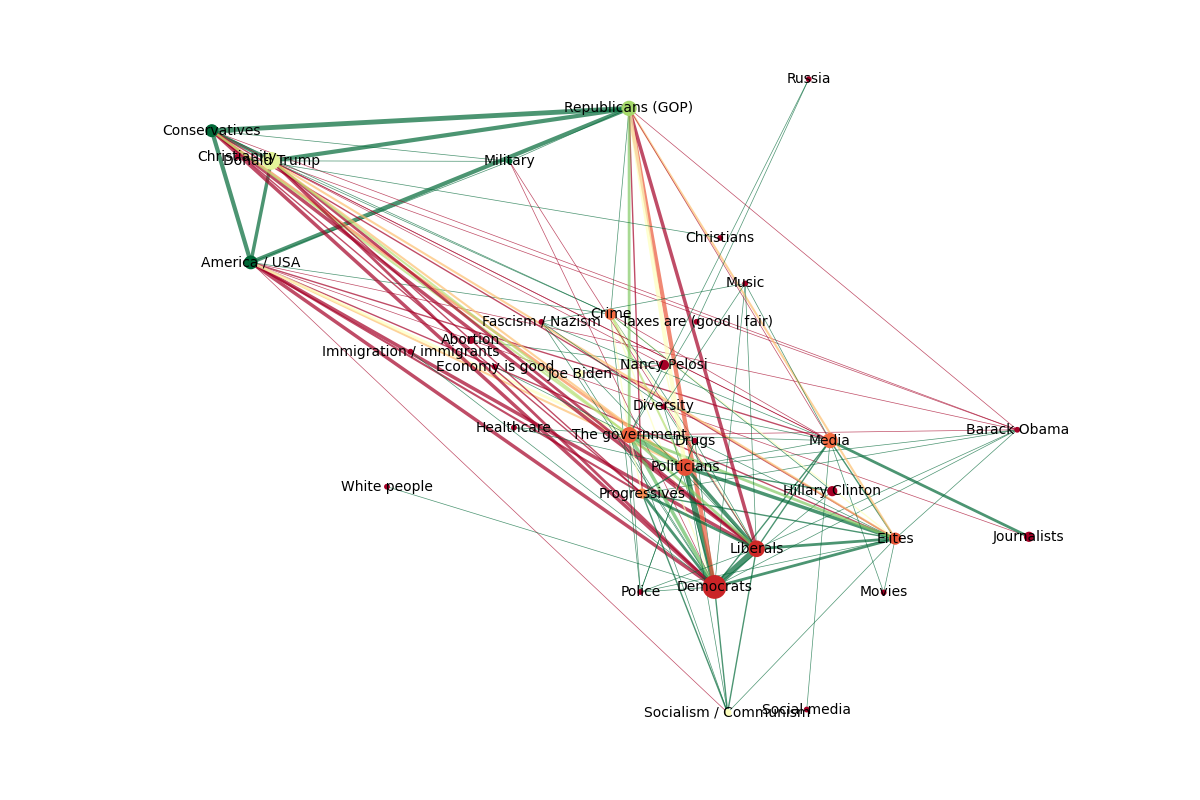 Russia
Republicans (GOP)
Conservatives
Christianity
Donald Trump
Military
Christians
America / USA
Music
Crime
Fascism / Nazism
Taxes are (good | fair)
Abortion
Immigration / immigrants
Economy is good
Nancy Pelosi
Joe Biden
Diversity
Healthcare
The government
Drugs
Media
Barack Obama
Politicians
White people
Progressives
Hillary Clinton
Journalists
Elites
Liberals
Democrats
Police
Movies
Socialism / Communism
Social media